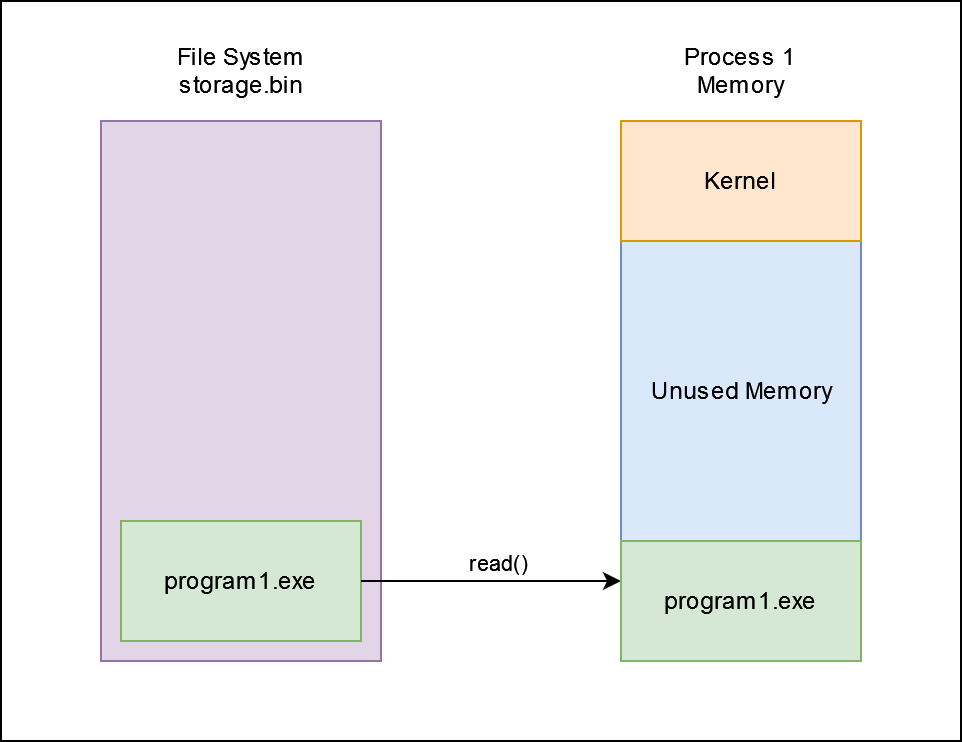 File System
storage.bin
Process 1
Memory
Kernel
Unused Memory
program1.exe
read()
program1.exe